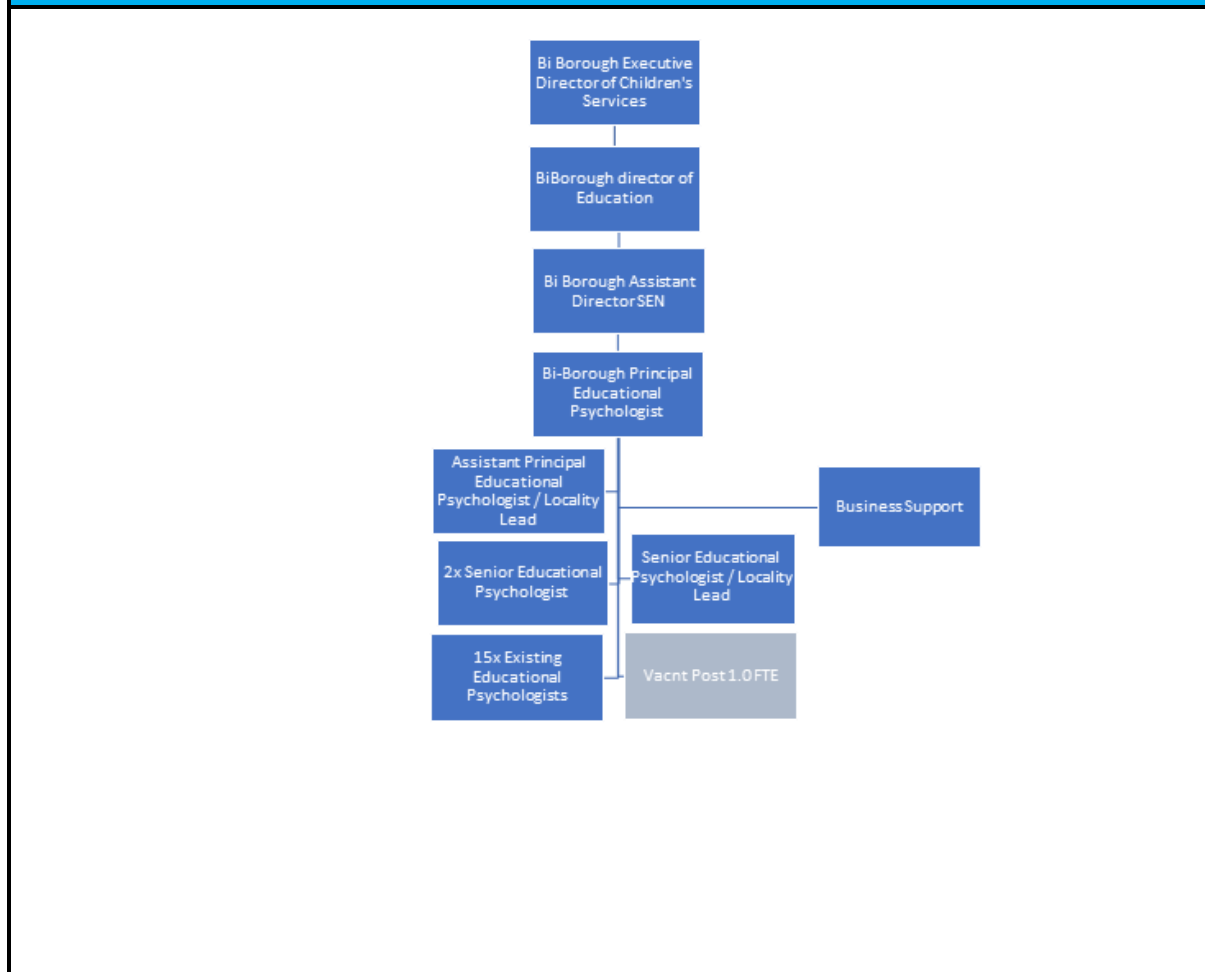 Bi Borough Executive
Director of Children's
Services
BiBorough director of
Education
Bi Borough Assistant
Director SEN
Bi-Borough Principal
Educational
Psychologist
Assistant Principal
Educational
Psychologist / Locality
Lead
Business Support
2x Senior Educational
Psychologist
Senior Educational
Psychologist / Locality
Lead
15x Existing
Educational
Psychologists
Vacnt Post 1.0 FTE